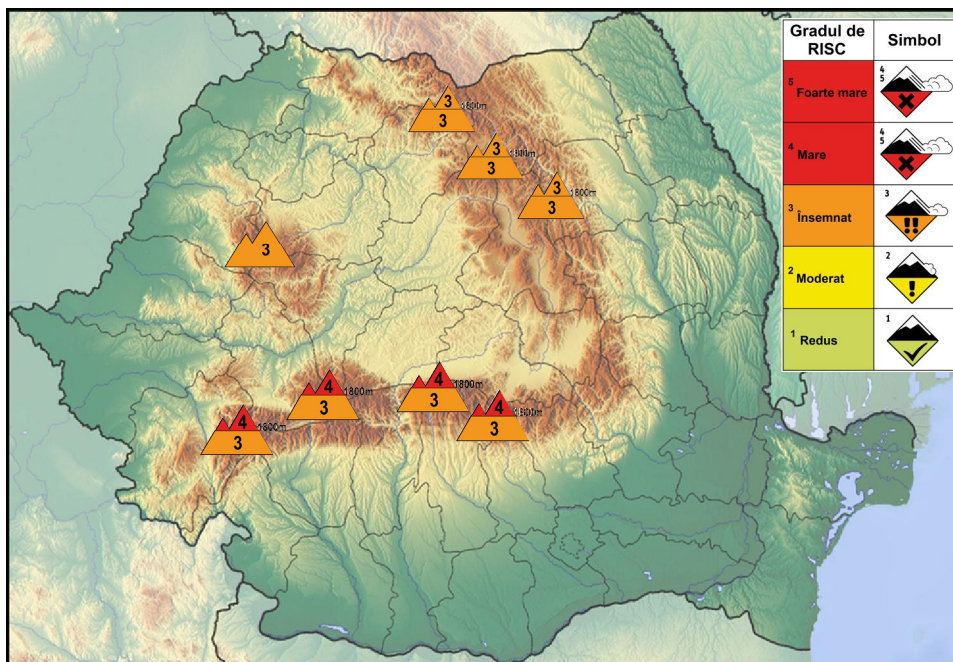 Gradul de
RISC
Simbol
5 Foarte mare
4
5
4 Mare
4
5
3 Însemnat
3
2 Moderat
2
1 Redus
1
3
1800m
3
3
1800m
3
3
1800m
3
3
4
1800m
3
4
1800m
3
4
1800m
3
4
1800m
3